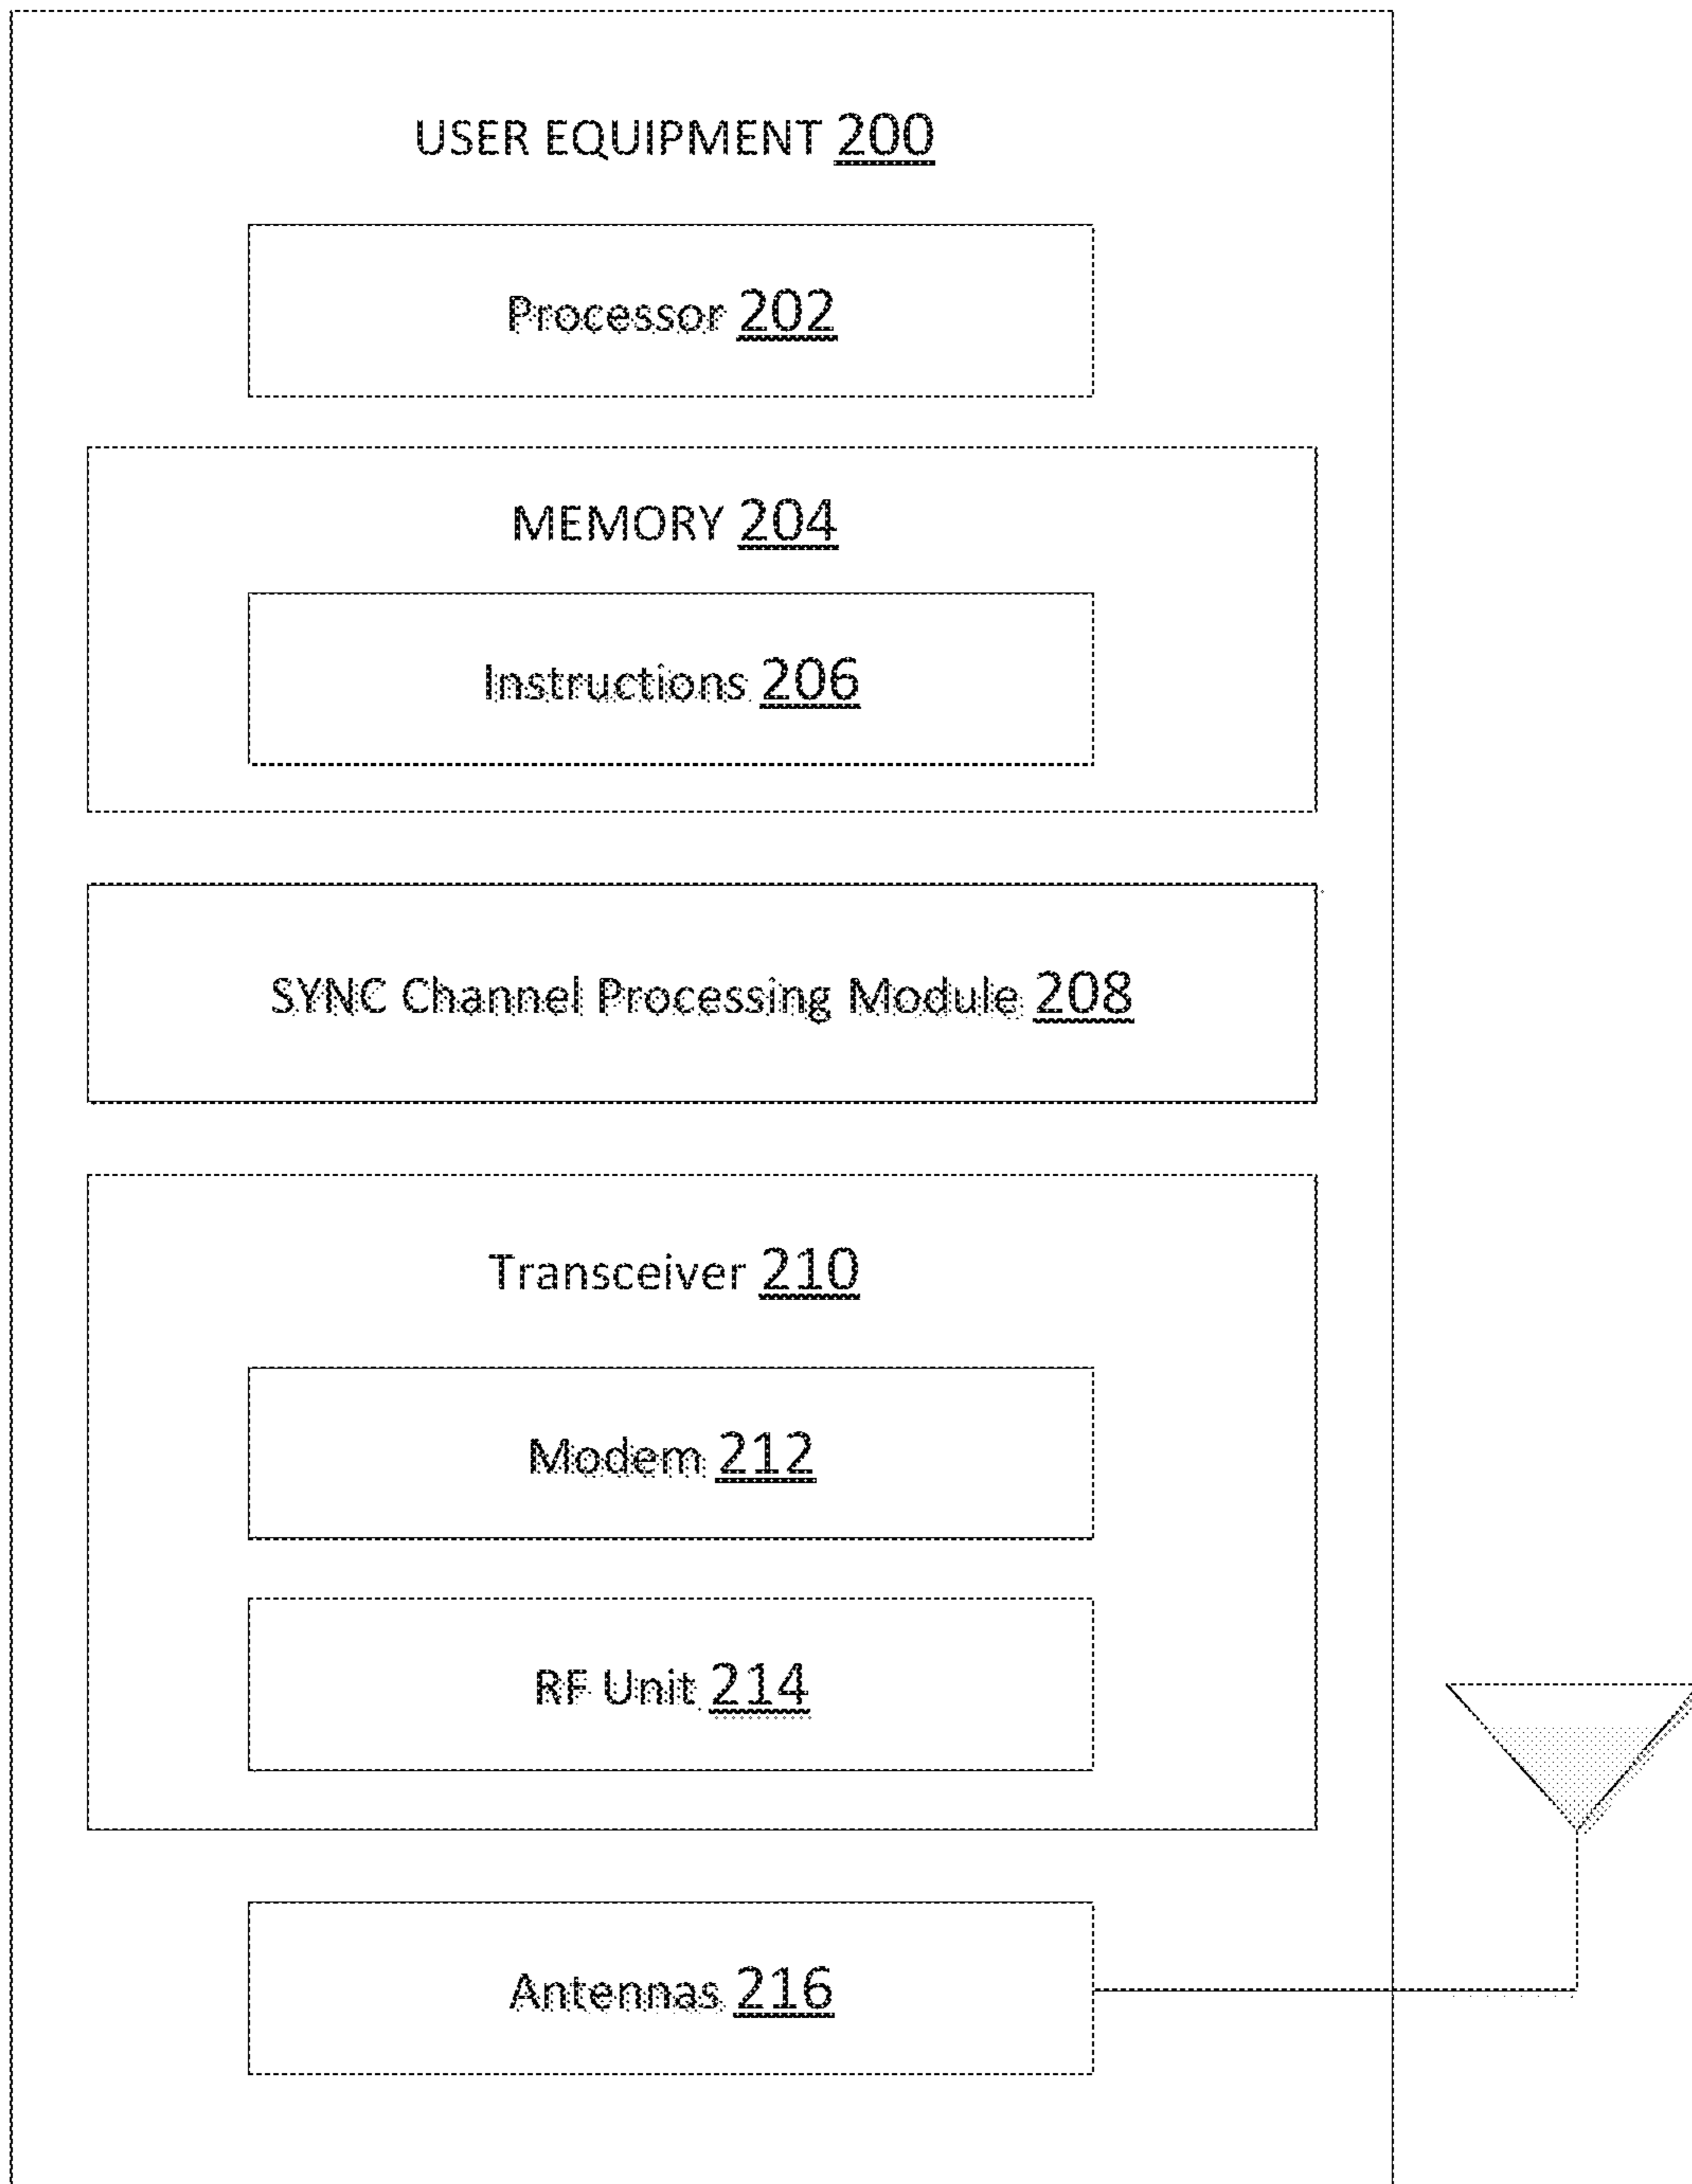 USER EQUIPMENT 200
Processor 202
MEMORY 204
Instructions 206
SYNC Channel Processing Module 208
Transceiver 210
Modem 212
RF Unit 214
Antennas 216